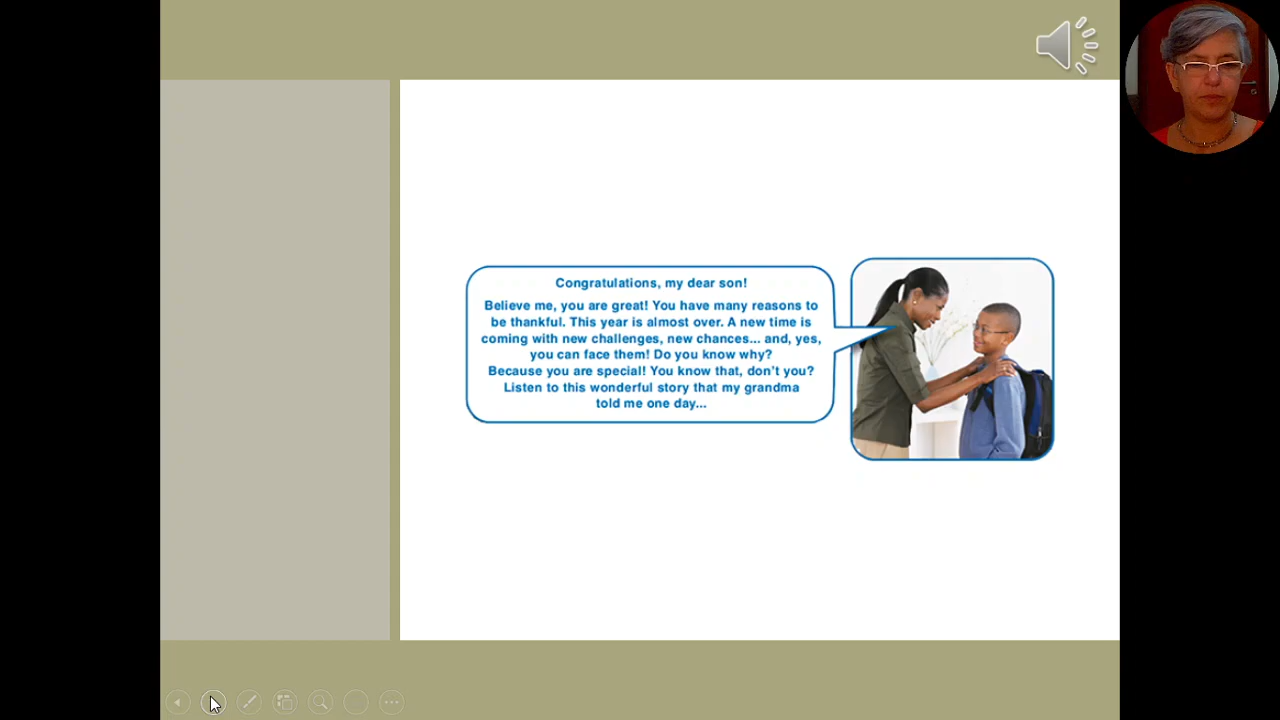 Congratulations, my dear son!
Believe me, you are great! You have many reasons to
be thankful. This year is almost over. A new time is
coming with new challenges, new chances... and, yes,
you can face them! Do you know why?
Because you are special! You know that, don't you?
Listen to this wonderful story that my grandma
told me one day...